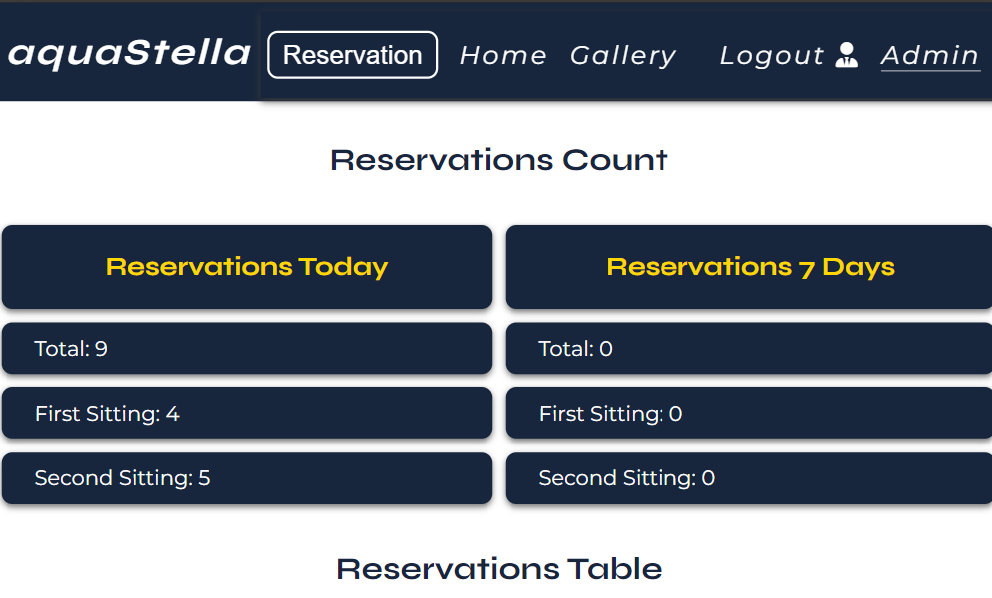 aquaStella Reservation Home Gallery Logout Admin
Reservations Count
Reservations Today
Total: 9
First Sitting: 4
Second Sitting: 5
Reservations 7 Days
Total: 0
First Sitting: 0
Second Sitting: 0
Reservations Table